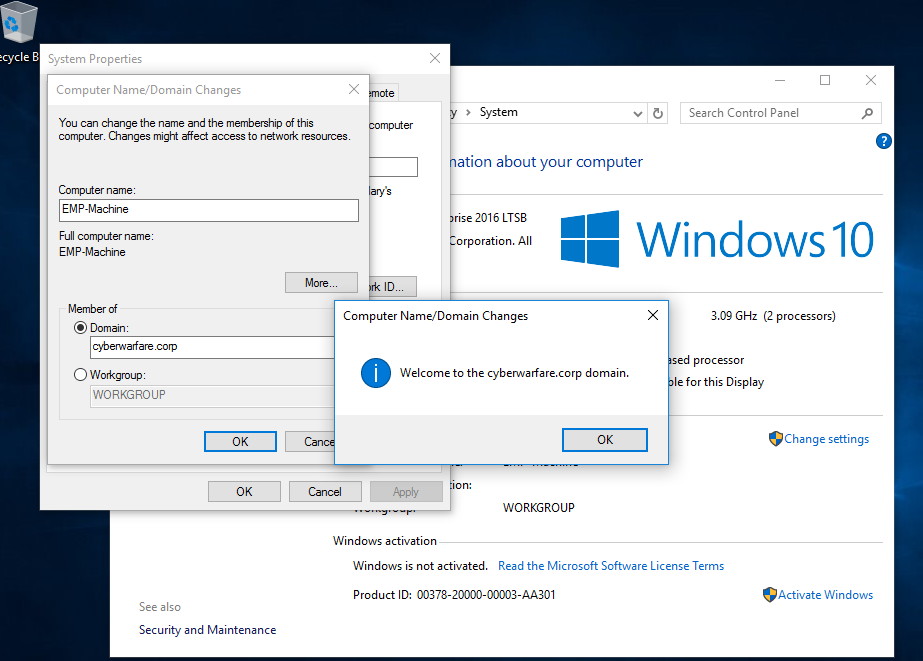 ecycle B
System Properties
Computer Name/Domain Changes
You can change the name and the membership of this
computer. Changes might affect access to network resources.
Computer name:
EMP-Machine
Full computer name:
EMP-Machine
More...
Member of
Domain:
cyberwarfare.corp
Workgroup:
WORKGROUP
OK
Cance
emote
computer
ary's
rk ID...
OK
Cancel
Apply
Computer Name/Domain Changes
Welcome to the cyberwarfare.corp domain.
OK
y > System
Search Control Panel
?
mation about your computer
prise 2016 LTSB
Corporation. All
Windows 10
3.09 GHz (2 processors)
ased processor
ble for this Display
Change settings
ion:
Workgroup:
WORKGROUP
Windows activation
Windows is not activated. Read the Microsoft Software License Terms
Product ID: 00378-20000-00003-AA301
Activate Windows
See also
Security and Maintenance